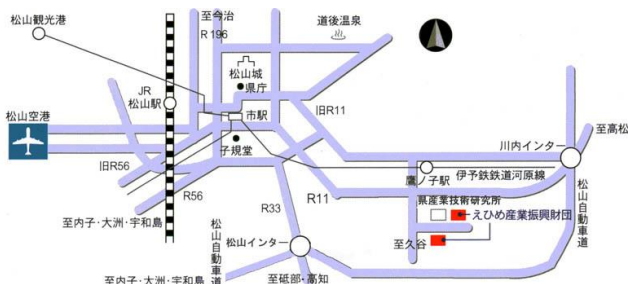 至今治
R196
道後温泉
松山観光港
松山城
県庁
JR
松山駅
市駅
旧R11
松山空港
子規堂
至高松
川内インター
旧R56
鷹ノ子駅
伊予鉄鉄道河原線
R56
R11
R33
県産業技術研究所
えひめ産業振興財団
松山自動車道
至内子・大洲・宇和島
至久谷
松山インター
松山自動車道
至内子・大洲・宇和島
至砥部・高知